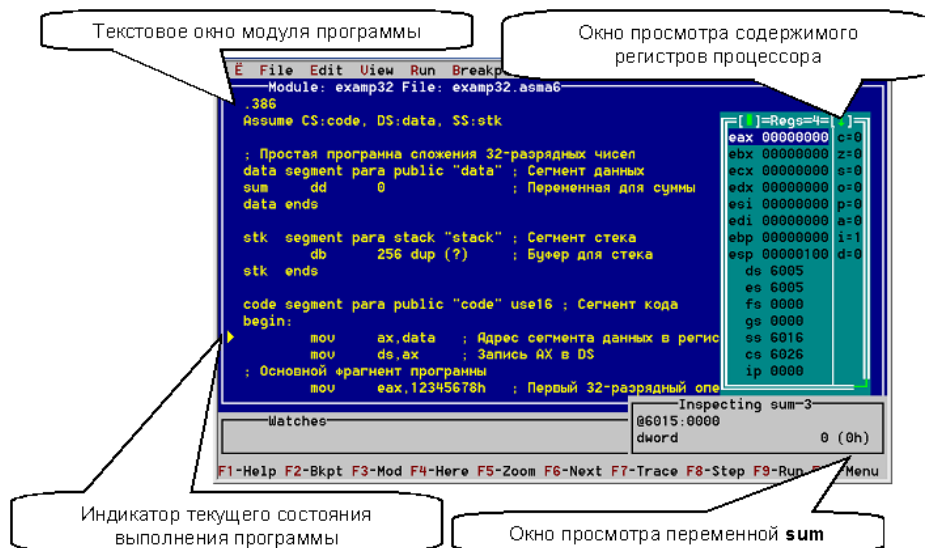 Текстовое окно модуля программы
Окно просмотра содержимого
регистров процессора
Ё File Edit View Run Breakp
Module: examp32 File: examp32.asm 6
.386
Assume CS:code, DS:data, SS:stk
; Простая программа сложения 32-разрядных чисел
data segment para public "data" ; Сегмент данных
sum dd 0 ; Переменная для суммы
data ends
stk segment para stack "stack" ; Сегмент стека
db 256 dup (?) ; Буфер для стека
stk ends
code segment para public "code" use16 ; Сегмент кода
begin:
mov ax,data ; Адрес сегмента данных в регис
mov ds,ax ; Запись AX в DS
; Основной фрагмент программы
mov eax,12345678h ; Первый 32-разрядный опе
[ ]=Regs=4=[↓]
eax 00000000 c=0
ebx 00000000 z=0
ecx 00000000 s=0
edx 00000000 o=0
esi 00000000 p=0
edi 00000000 a=0
ebp 00000000 i=1
esp 00000100 d=0
ds 6005
es 6005
fs 0000
gs 0000
ss 6016
cs 6026
ip 0000
Watches
Inspecting sum 3
@6015:0000
dword 0 (0h)
F1-Help F2-Bkpt F3-Mod F4-Here F5-Zoom F6-Next F7-Trace F8-Step F9-Run Menu
Индикатор текущего состояния
выполнения программы
Окно просмотра переменной sum